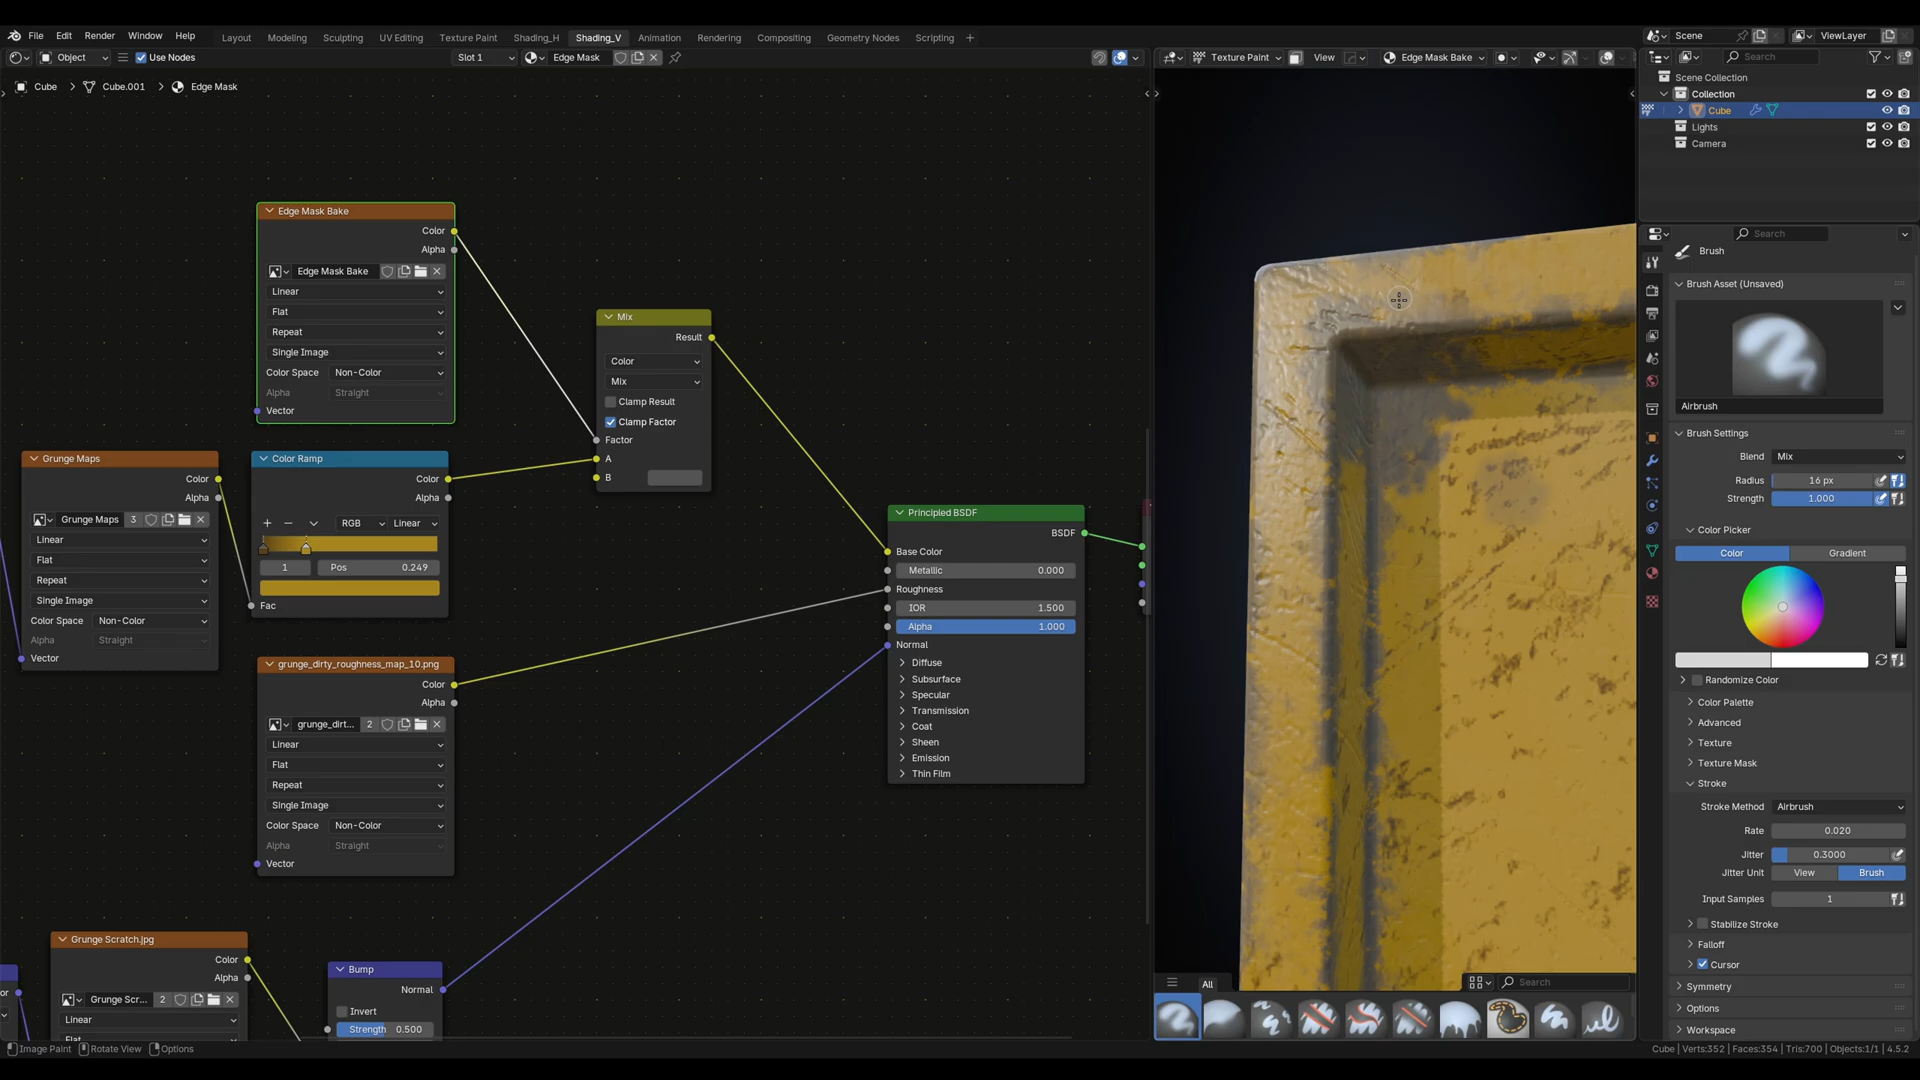 File Edit Render Window Help
Layout Modeling Sculpting UV Editing Texture Paint Shading_H Shading_V Animation Rendering Compositing Geometry Nodes Scripting +
Scene ViewLayer
Object Use Nodes Slot 1 Edge Mask
Texture Paint View Edge Mask Bake
Search
Cube > Cube.001 > Edge Mask
Scene Collection
Collection
Cube
Lights
Camera
Edge Mask Bake
Color
Alpha
Edge Mask Bake
Linear
Flat
Repeat
Single Image
Color Space Non-Color
Alpha Straight
Vector
Mix
Result
Color
Mix
Clamp Result
Clamp Factor
Factor
A
B
Grunge Maps
Color
Alpha
Grunge Maps 3
Linear
Flat
Repeat
Single Image
Color Space Non-Color
Alpha Straight
Vector
Color Ramp
Color
Alpha
RGB Linear
1 Pos 0.249
Fac
grunge_dirty_roughness_map_10.png
Color
Alpha
grunge_dirt... 2
Linear
Flat
Repeat
Single Image
Color Space Non-Color
Alpha Straight
Vector
Principled BSDF
BSDF
Base Color
Metallic 0.000
Roughness
IOR 1.500
Alpha 1.000
Normal
Diffuse
Subsurface
Specular
Transmission
Coat
Sheen
Emission
Thin Film
Grunge Scratch.jpg
Color
Alpha
Grunge Scr... 2
Linear
Flat
or
Bump
Normal
Invert
Strength 0.500
All
Search
Search
Brush
Brush Asset (Unsaved)
Airbrush
Brush Settings
Blend Mix
Radius 16 px
Strength 1.000
Color Picker
Color Gradient
Randomize Color
Color Palette
Advanced
Texture
Texture Mask
Stroke
Stroke Method Airbrush
Rate 0.020
Jitter 0.3000
Jitter Unit View Brush
Input Samples 1
Stabilize Stroke
Falloff
Cursor
Symmetry
Options
Workspace
Image Paint Rotate View Options
Cube | Verts:352 | Faces:354 | Tris:700 | Objects:1/1 | 4.5.2